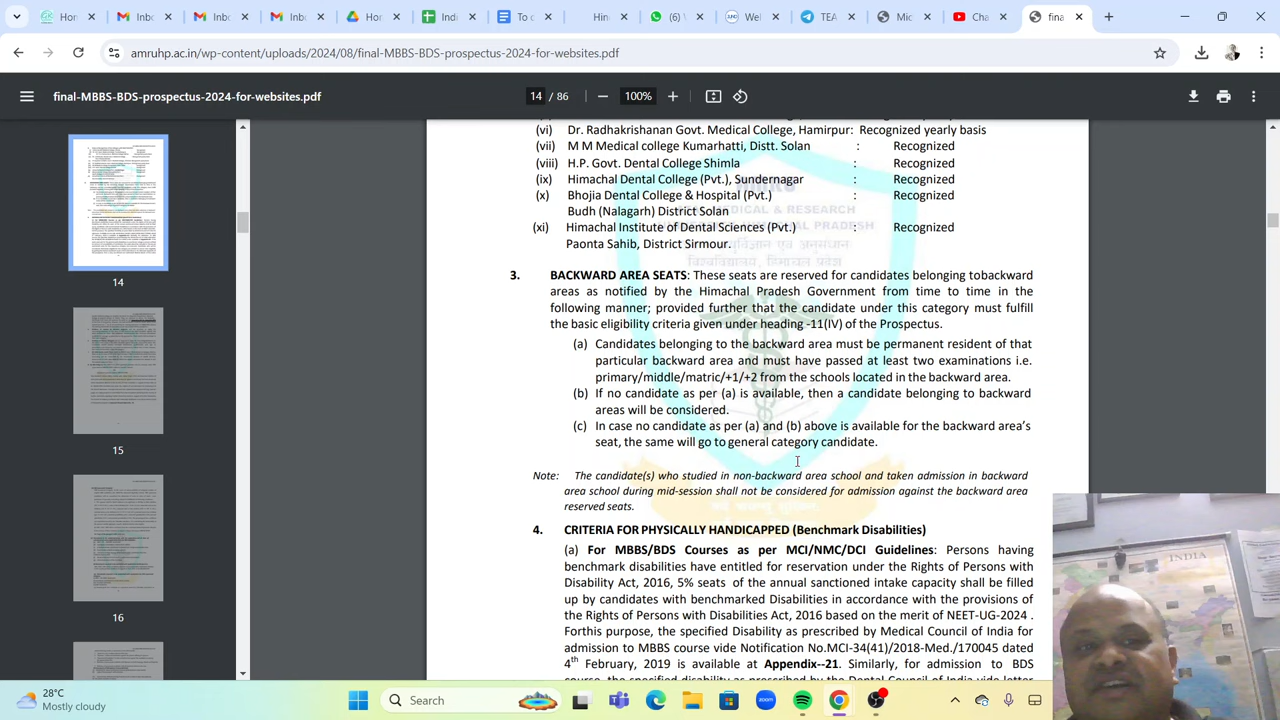 Hon
Inbo
Inbo
Inbo
Hor
Indi
To c
Hin
(6) V
Wel
TEA
Mic
Cha
fina
amruhp.ac.in/wp-content/uploads/2024/08/final-MBBS-BDS-prospectus-2024-for-websites.pdf
final-MBBS-BDS-prospectus-2024-for-websites.pdf
14 / 86
100%
14
15
16
(vi) Dr. Radhakrishanan Govt. Medical College, Hamirpur: Recognized yearly basis
(vii) M M Medical college Kumarhatti, Distt. Solan : Recognized
(viii) H.P. Govt. Dental College Shimla : Recognized
(ix) Himachal Dental College (Pvt.), Sundernagar : Recognized
(x) Bhojia Dental College & Hospital (Pvt.) : Recognized
Budh (Nalagarh) District Solan
(xi) Himachal Institute of Dental Sciences (Pvt.) : Recognized
Paonta Sahib, District Sirmour.
3. BACKWARD AREA SEATS: These seats are reserved for candidates belonging tobackward
areas as notified by the Himachal Pradesh Government from time to time in the
following manner; provided further that the candidate under this category must fulfill
the basic eligibility criteria given under heading -11(IV) of the Prospectus.
(a) Candidates belonging to the backward area must be permanent resident of that
particular backward area and must have passed at least two examinations i.e.
primary/middle/matric/+1/+2 from the schools located in the backward area.
(b) If no candidate as per (a) is available, then a candidate belonging to backward
areas will be considered.
(c) In case no candidate as per (a) and (b) above is available for the backward area's
seat, the same will go to general category candidate.
Note: The candidate(s) who studied in non-backward area school and taken admission in backward
area school during mid-session shall not be considered for admission against the backward area
reserved seats.
4 CRITERIA FOR PHYSICALLY HANDICAPPED (Benchmark Disabilities)
(a) For MBBS/BDS Courses as per MCI/NMC/DCI Guidelines: Persons having
benchmark disabilities have entitled for reservation under the Rights of Persons with
Disability Act, 2016, 5% seats of the annual sanctioned intake capacity shall be filled
up by candidates with benchmarked Disabilities in accordance with the provisions of
the Rights of Persons with Disabilities Act, 2016 based on the merit of NEET-UG-2024 .
Forthis purpose, the specified Disability as prescribed by Medical Council of India for
admission to MBBS course vide Notification No MCI-34(41)/2018-Med./170045 dated
4th February, 2019 is available at Appendix-21. Similarly, for admission to BDS
INDIA
28°C
Mostly cloudy
Search